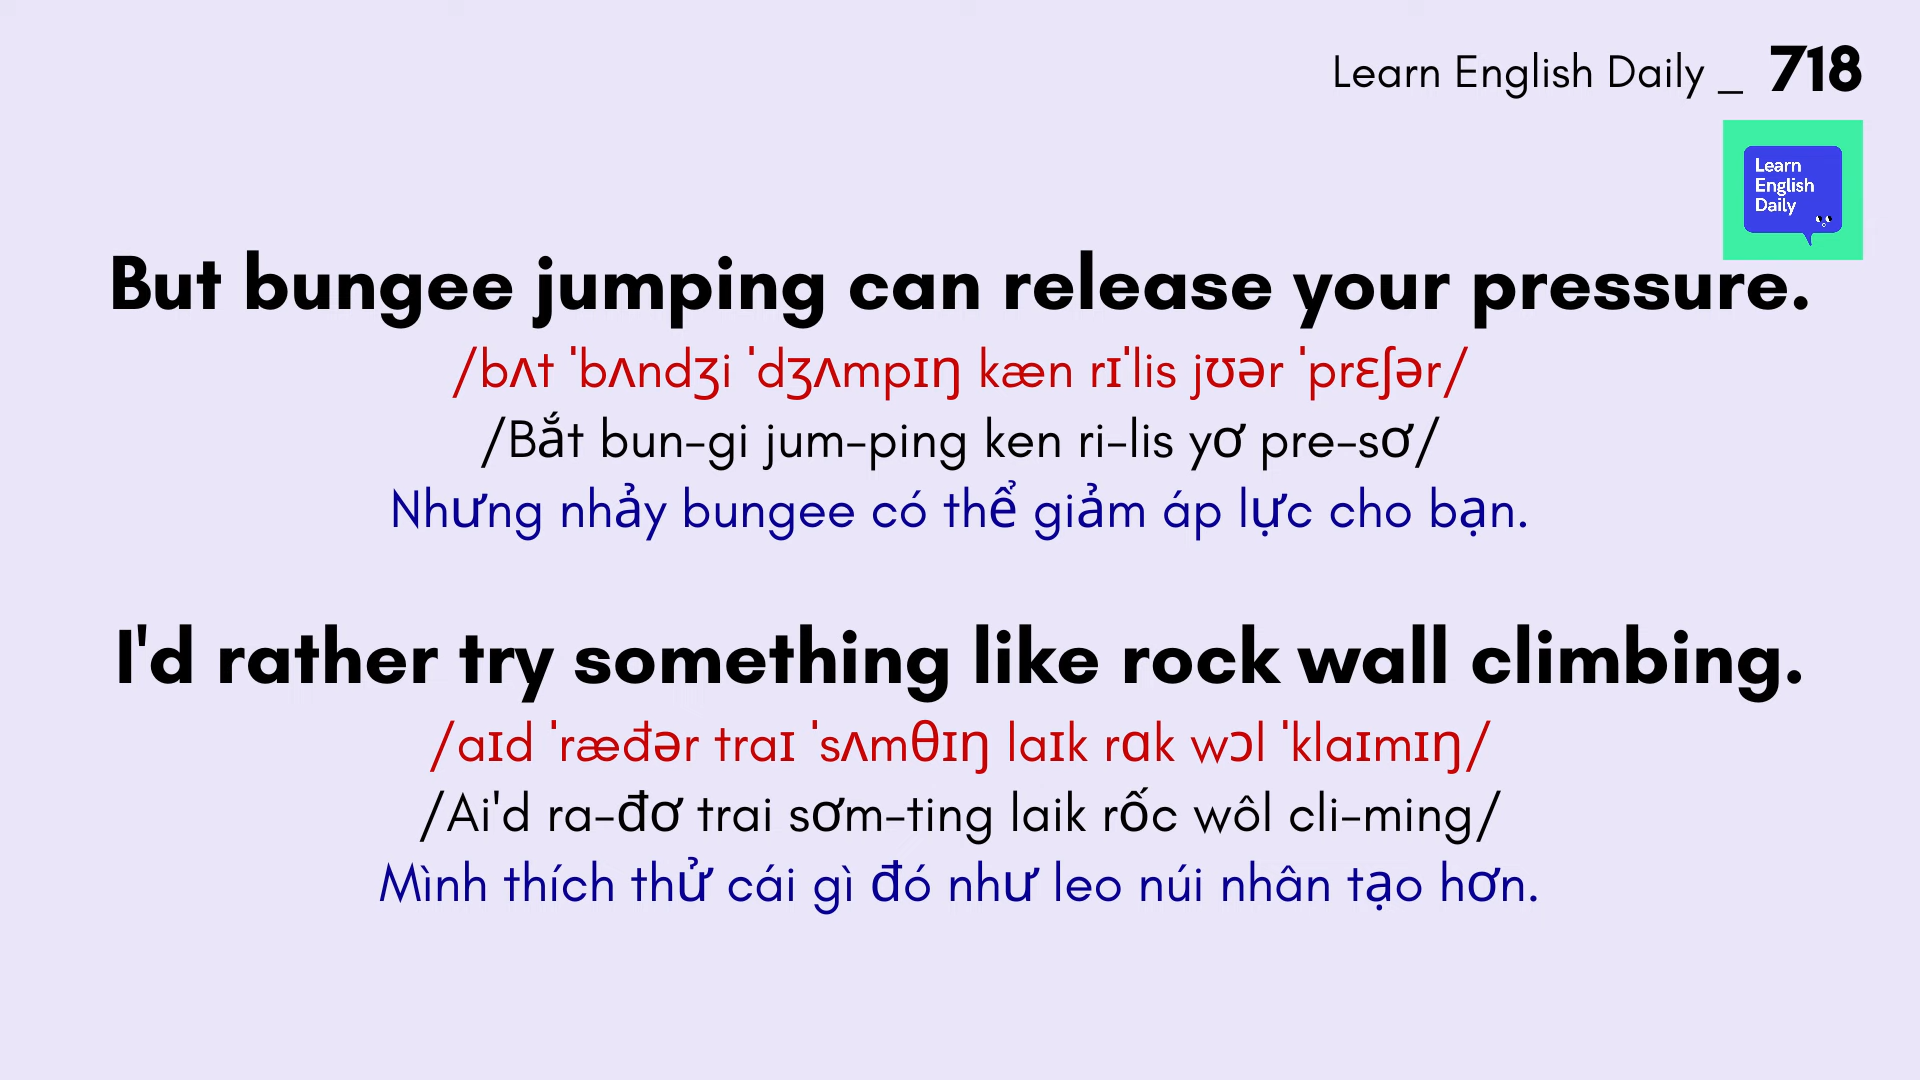 Learn English Daily _ 718
Learn
English
Daily
But bungee jumping can release your pressure.
/bʌt ˈbʌndʒi ˈdʒʌmpɪŋ kæn rɪˈlis jʊər ˈprɛʃər/
/Bắt bun-gi jum-ping ken ri-lis yơ pre-sơ/
Nhưng nhảy bungee có thể giảm áp lực cho bạn.
I'd rather try something like rock wall climbing.
/aɪd ˈræđər traɪ ˈsʌmθɪŋ laɪk rɑk wɔl ˈklaɪmɪŋ/
/Ai'd ra-đơ trai sơm-ting laik rốc wôl cli-ming/
Mình thích thử cái gì đó như leo núi nhân tạo hơn.